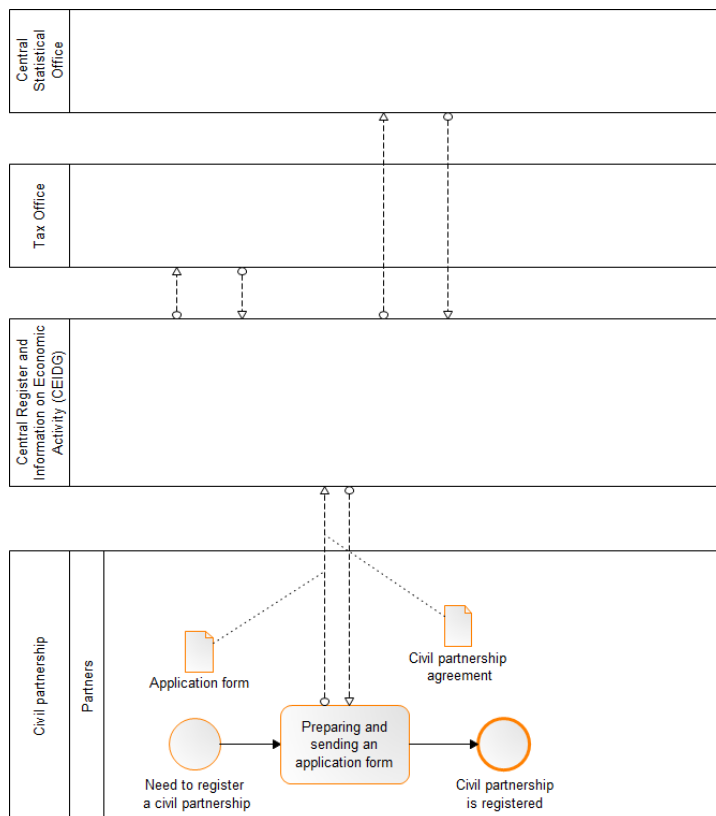 Central
Statistical
Office
Tax Office
Central Register and
Information on Economic
Activity (CEIDG)
Civil partnership
Partners
Application form
Civil partnership
agreement
Preparing and
sending an
application form
Need to register
a civil partnership
Civil partnership
is registered